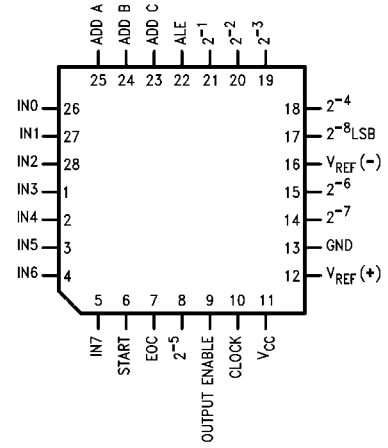 ADD A
ADD B
ADD C
ALE
2⁻¹
2⁻²
2⁻³
25 24 23 22 21 20 19
IN0 26
IN1 27
IN2 28
IN3 1
IN4 2
IN5 3
IN6 4
18 2⁻⁴
17 2⁻⁸LSB
16 VREF(−)
15 2⁻⁶
14 2⁻⁷
13 GND
12 VREF(+)
5 6 7 8 9 10 11
IN7
START
EOC
2⁻⁵
OUTPUT ENABLE
CLOCK
VCC